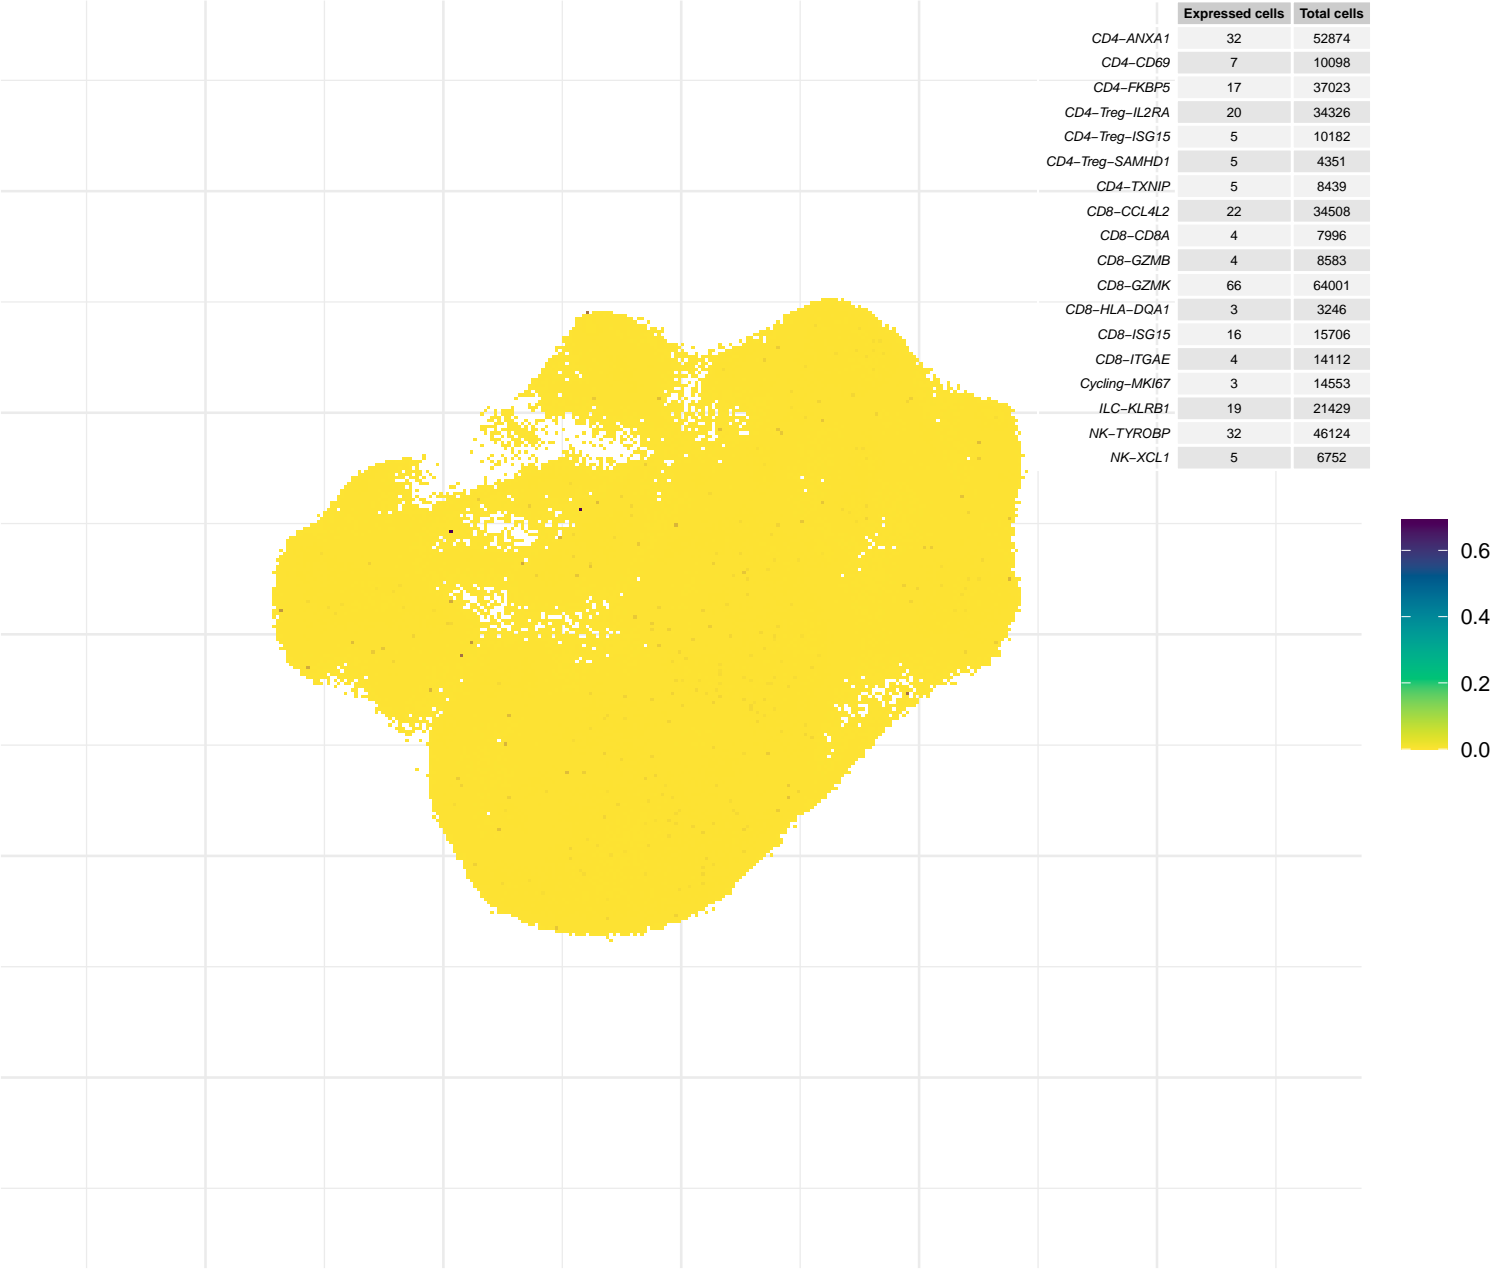 Expressed cells Total cells
CD4−ANXA1 32 52874
CD4−CD69 7 10098
CD4−FKBP5 17 37023
CD4−Treg−IL2RA 20 34326
CD4−Treg−ISG15 5 10182
CD4−Treg−SAMHD1 5 4351
CD4−TXNIP 5 8439
CD8−CCL4L2 22 34508
CD8−CD8A 4 7996
CD8−GZMB 4 8583
CD8−GZMK 66 64001
CD8−HLA−DQA1 3 3246
CD8−ISG15 16 15706
CD8−ITGAE 4 14112
Cycling−MKI67 3 14553
ILC−KLRB1 19 21429
NK−TYROBP 32 46124
NK−XCL1 5 6752
0.6
0.4
0.2
0.0